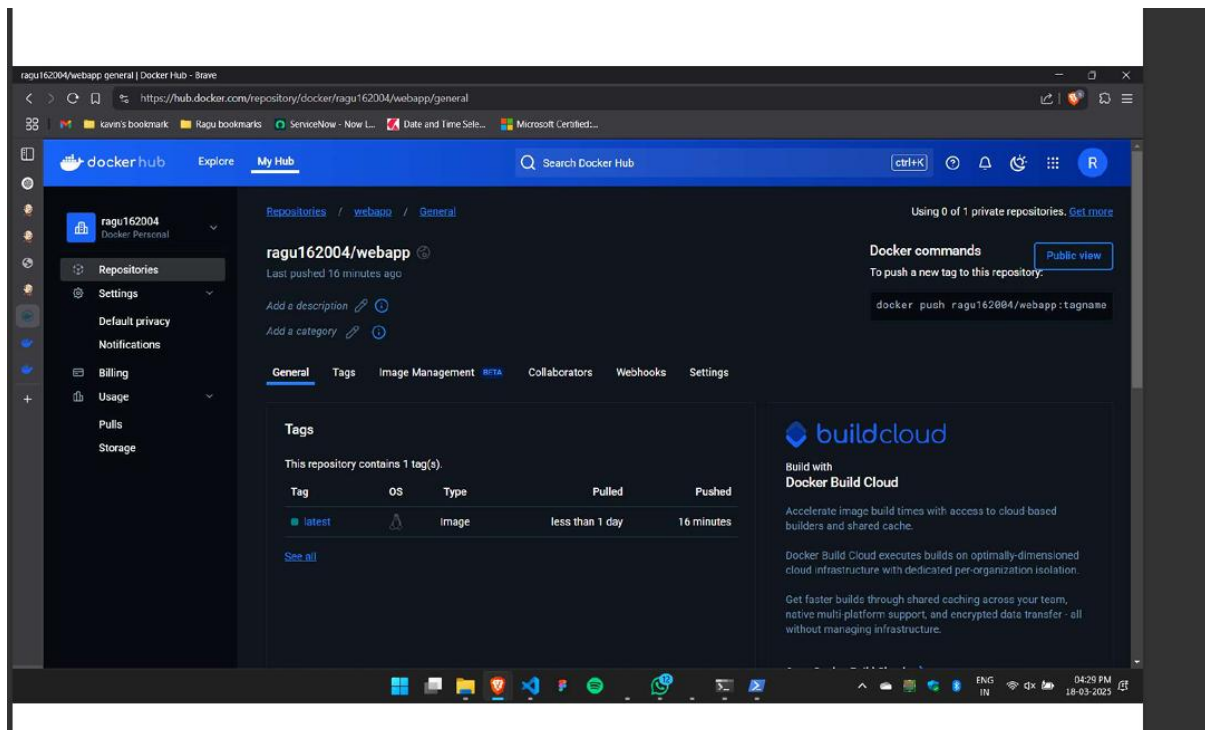 ragu162004/webapp general | Docker Hub - Brave
https://hub.docker.com/repository/docker/ragu162004/webapp/general
kavin's bookmark Ragu bookmarks ServiceNow - Now L... Date and Time Sele... Microsoft Certified:...
dockerhub Explore My Hub Search Docker Hub ctrl+K R
ragu162004
Docker Personal
Repositories
Settings
Default privacy
Notifications
Billing
Usage
Pulls
Storage
Repositories / webapp / General
Using 0 of 1 private repositories. Get more
ragu162004/webapp
Last pushed 16 minutes ago
Add a description
Add a category
Docker commands
Public view
To push a new tag to this repository:
docker push ragu162004/webapp:tagname
General Tags Image Management BETA Collaborators Webhooks Settings
Tags
This repository contains 1 tag(s).
Tag OS Type Pulled Pushed
latest Image less than 1 day 16 minutes
See all
buildcloud
Build with
Docker Build Cloud
Accelerate image build times with access to cloud-based
builders and shared cache.
Docker Build Cloud executes builds on optimally-dimensioned
cloud infrastructure with dedicated per-organization isolation.
Get faster builds through shared caching across your team,
native multi-platform support, and encrypted data transfer - all
without managing infrastructure.
12
ENG
IN
04:29 PM
18-03-2025